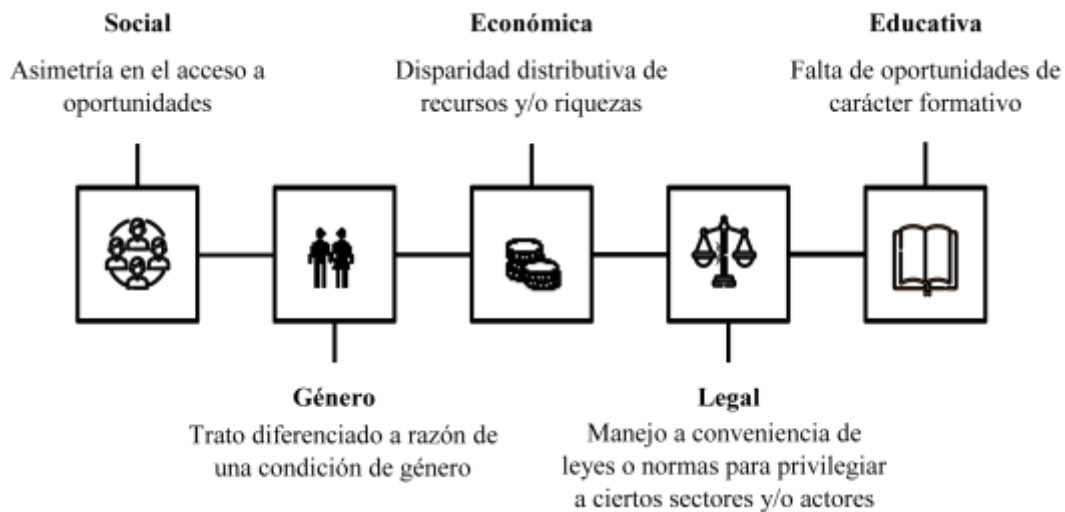 Social
Asimetría en el acceso a
oportunidades
Económica
Disparidad distributiva de
recursos y/o riquezas
Educativa
Falta de oportunidades de
carácter formativo
Género
Trato diferenciado a razón de
una condición de género
Legal
Manejo a conveniencia de
leyes o normas para privilegiar
a ciertos sectores y/o actores